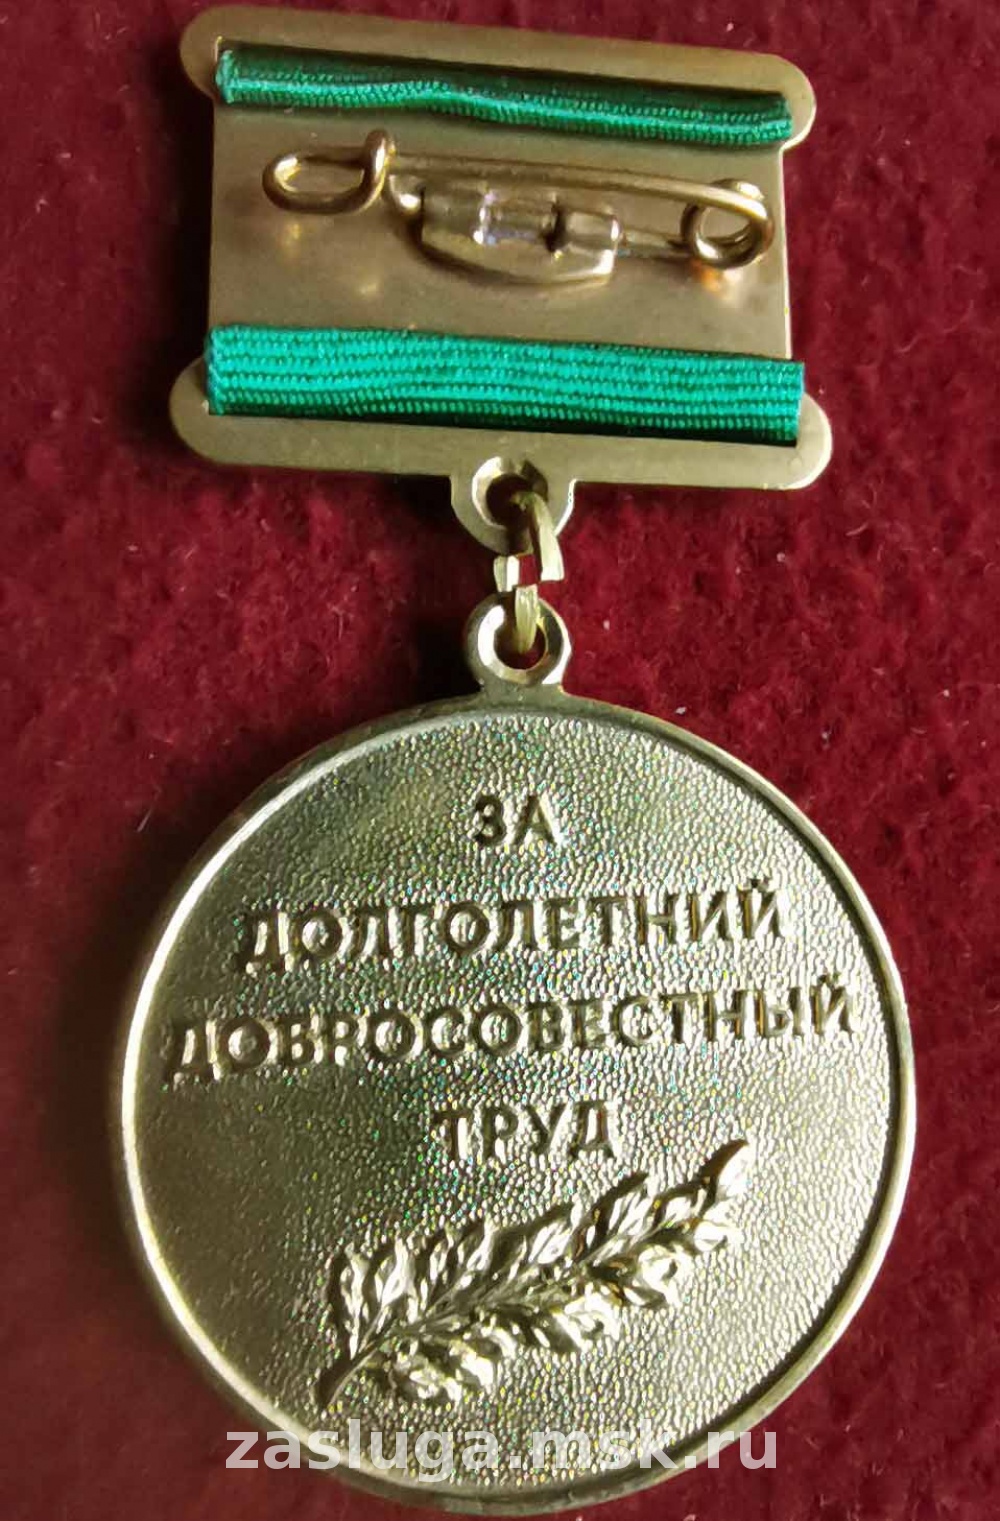 ЗА
ДОЛГОЛЕТНИЙ
ДОБРОСОВЕСТНЫЙ
ТРУД
zasluga.msk.ru